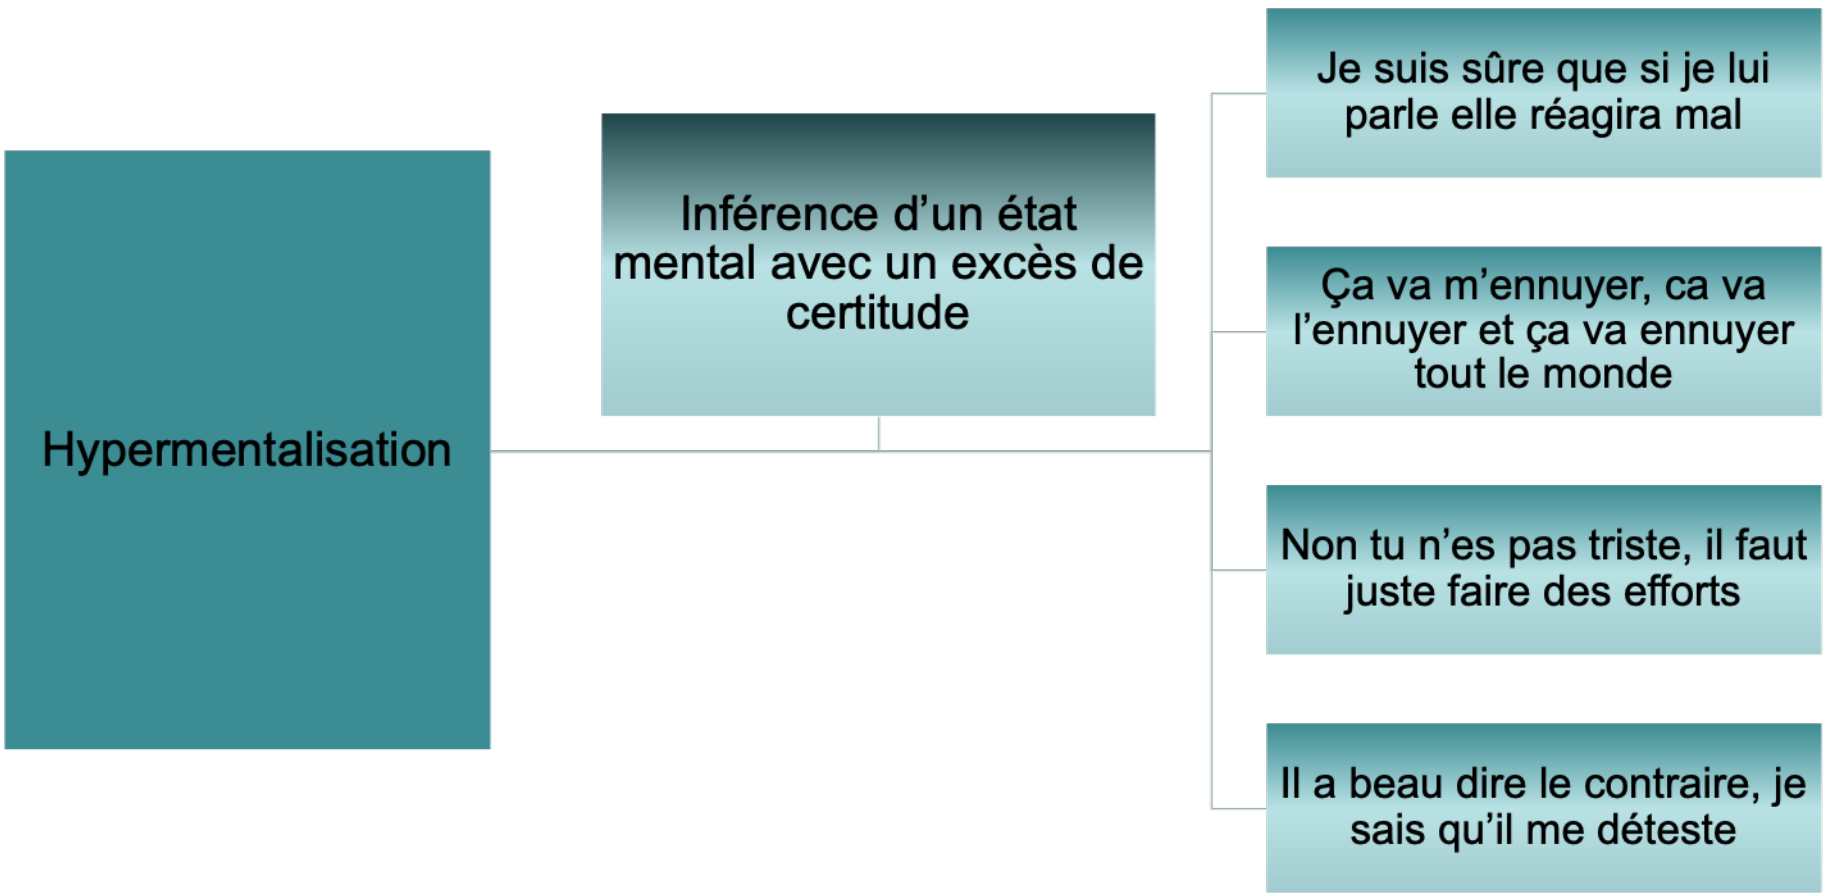 Hypermentalisation
Inférence d’un état
mental avec un excès de
certitude
Je suis sûre que si je lui
parle elle réagira mal
Ça va m’ennuyer, ca va
l’ennuyer et ça va ennuyer
tout le monde
Non tu n’es pas triste, il faut
juste faire des efforts
Il a beau dire le contraire, je
sais qu’il me déteste